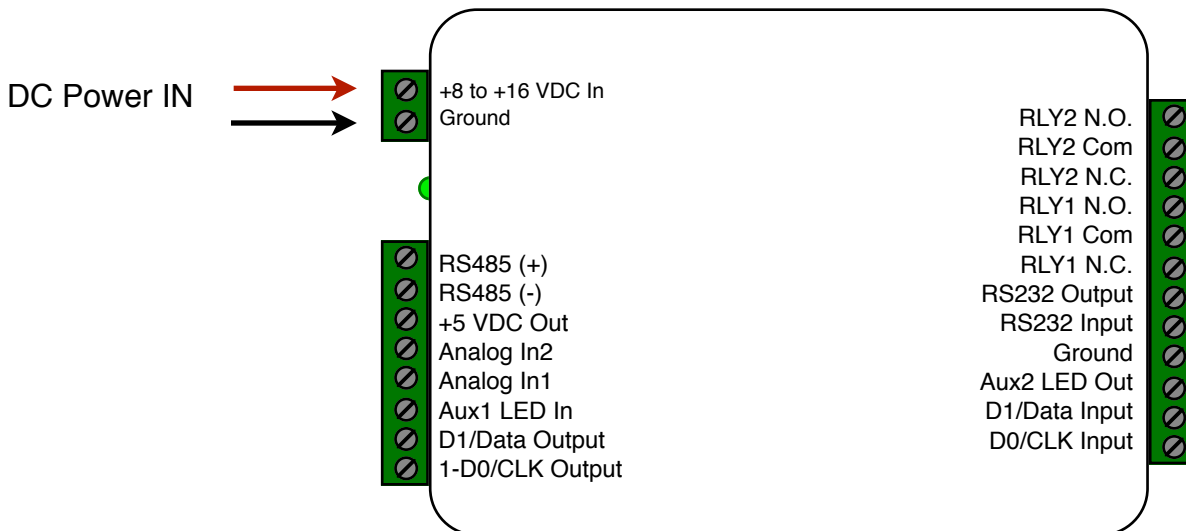 DC Power IN
+8 to +16 VDC In
Ground
RS485 (+)
RS485 (-)
+5 VDC Out
Analog In2
Analog In1
Aux1 LED In
D1/Data Output
1-D0/CLK Output
RLY2 N.O.
RLY2 Com
RLY2 N.C.
RLY1 N.O.
RLY1 Com
RLY1 N.C.
RS232 Output
RS232 Input
Ground
Aux2 LED Out
D1/Data Input
D0/CLK Input